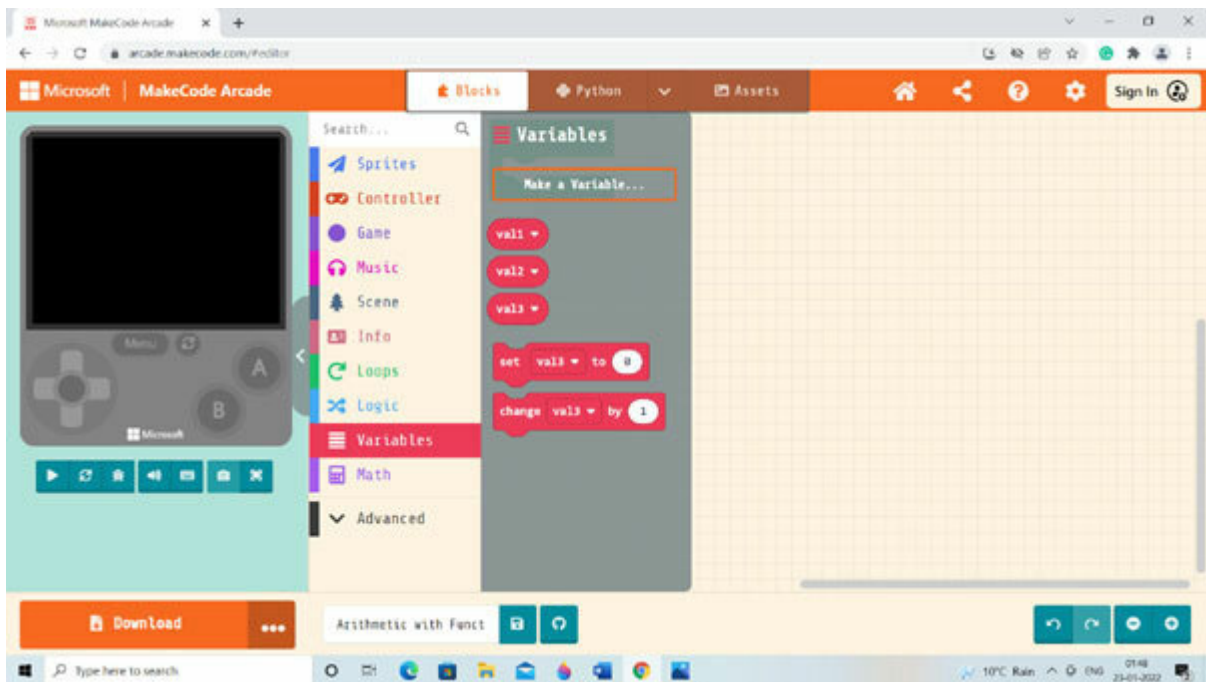 Microsoft MakeCode Arcade
arcade.makecode.com/#editor
Microsoft | MakeCode Arcade
Blocks
Python
Assets
Sign In
Search...
Sprites
Controller
Game
Music
Scene
Info
Loops
Logic
Variables
Math
Advanced
Variables
Make a Variable...
val1
val2
val3
set val3 to 0
change val3 by 1
Menu
A
B
Microsoft
Download
Arithmetic with Funct
Type here to search
10°C Rain
ENG
01:48
23-01-2022